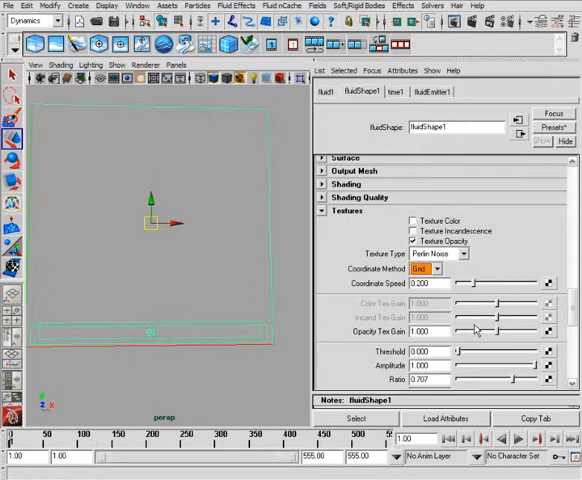 File Edit Modify Create Display Window Assets Particles Fluid Effects Fluid nCache Fields Soft/Rigid Bodies Effects Solvers Hair Help
Dynamics
View Shading Lighting Show Renderer Panels
List Selected Focus Attributes Show Help
fluid1 fluidShape1 time1 fluidEmitter1
Focus
fluidShape: fluidShape1
Presets*
Show Hide
Surface
Output Mesh
Shading
Shading Quality
Textures
Texture Color
Texture Incandescence
Texture Opacity
Texture Type Perlin Noise
Coordinate Method Grid
Coordinate Speed 0.200
Color Tex Gain 1.000
Incand Tex Gain 1.000
Opacity Tex Gain 1.000
Threshold 0.000
Amplitude 1.000
Ratio 0.707
Y
Z X
persp
Notes: fluidShape1
Select Load Attributes Copy Tab
50 100 150 200 250 300 350 400 450 500 55 1.00
1.00 1.00 555.00 555.00 No Anim Layer No Character Set